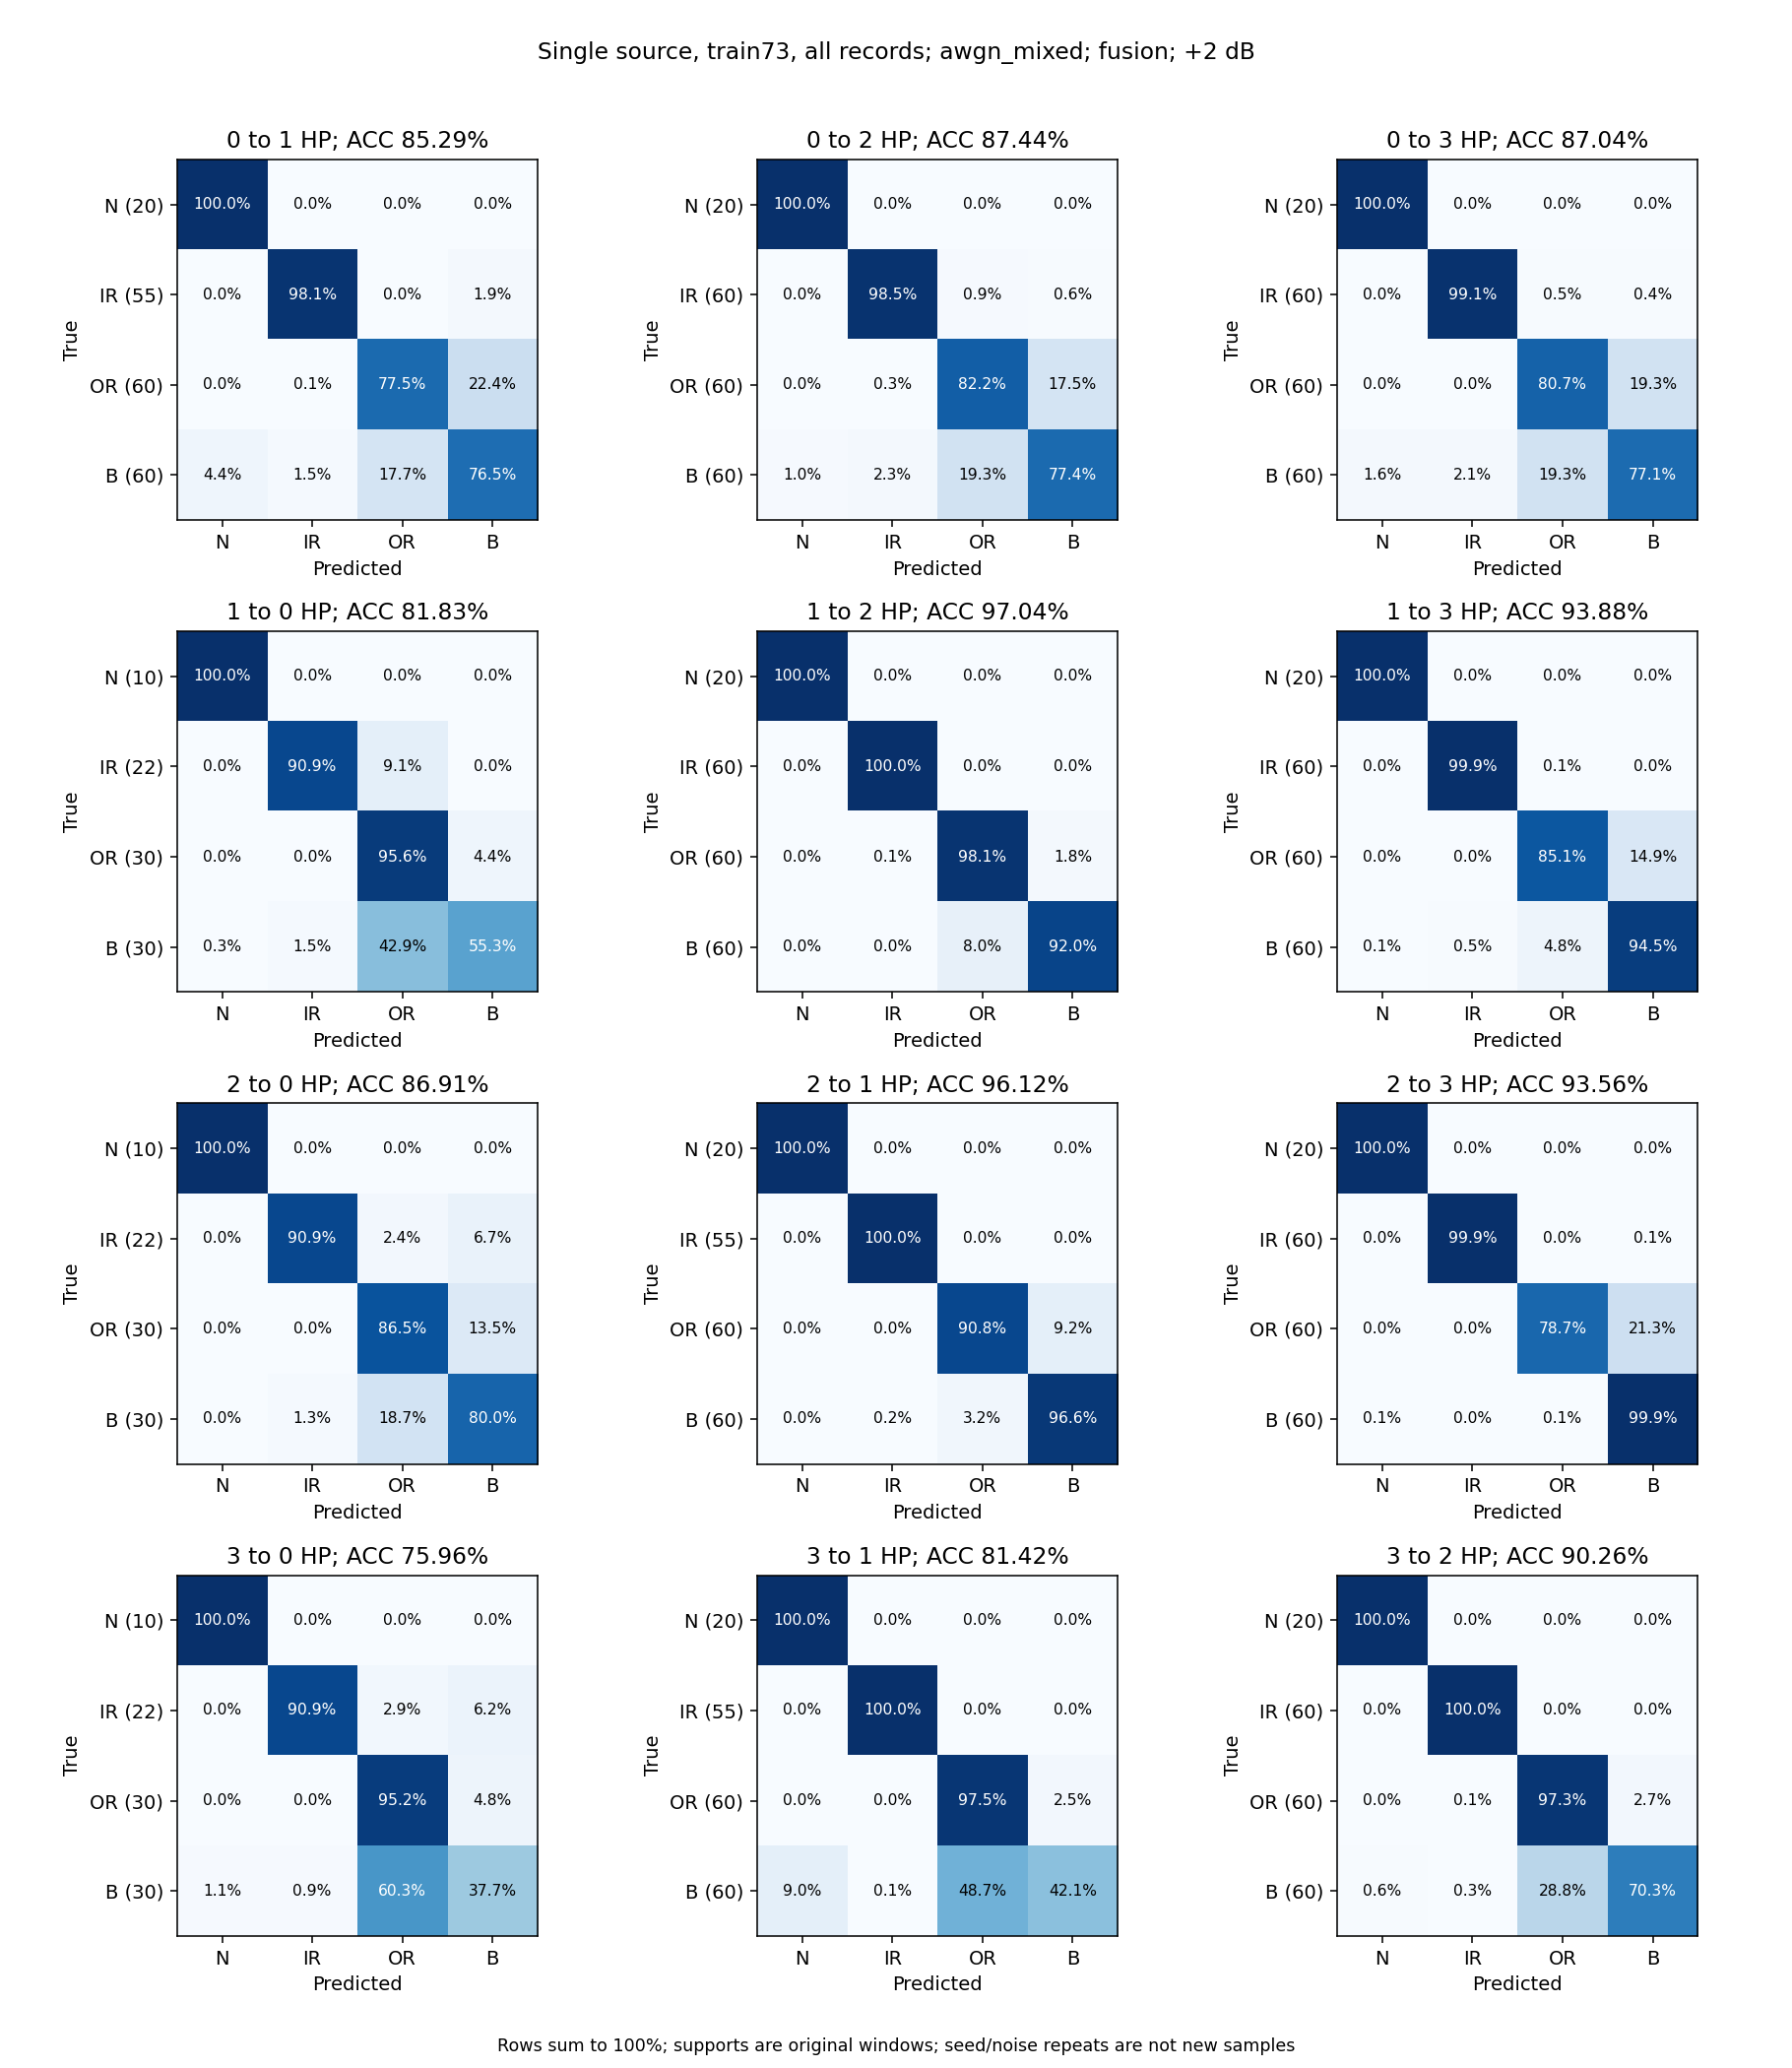 Single source, train73, all records; awgn_mixed; fusion; +2 dB
0 to 1 HP; ACC 85.29%
N (20) 100.0% 0.0% 0.0% 0.0%
IR (55) 0.0% 98.1% 0.0% 1.9%
True
OR (60) 0.0% 0.1% 77.5% 22.4%
B (60) 4.4% 1.5% 17.7% 76.5%
N IR OR B
Predicted
0 to 2 HP; ACC 87.44%
N (20) 100.0% 0.0% 0.0% 0.0%
IR (60) 0.0% 98.5% 0.9% 0.6%
True
OR (60) 0.0% 0.3% 82.2% 17.5%
B (60) 1.0% 2.3% 19.3% 77.4%
N IR OR B
Predicted
0 to 3 HP; ACC 87.04%
N (20) 100.0% 0.0% 0.0% 0.0%
IR (60) 0.0% 99.1% 0.5% 0.4%
True
OR (60) 0.0% 0.0% 80.7% 19.3%
B (60) 1.6% 2.1% 19.3% 77.1%
N IR OR B
Predicted
1 to 0 HP; ACC 81.83%
N (10) 100.0% 0.0% 0.0% 0.0%
IR (22) 0.0% 90.9% 9.1% 0.0%
True
OR (30) 0.0% 0.0% 95.6% 4.4%
B (30) 0.3% 1.5% 42.9% 55.3%
N IR OR B
Predicted
1 to 2 HP; ACC 97.04%
N (20) 100.0% 0.0% 0.0% 0.0%
IR (60) 0.0% 100.0% 0.0% 0.0%
True
OR (60) 0.0% 0.1% 98.1% 1.8%
B (60) 0.0% 0.0% 8.0% 92.0%
N IR OR B
Predicted
1 to 3 HP; ACC 93.88%
N (20) 100.0% 0.0% 0.0% 0.0%
IR (60) 0.0% 99.9% 0.1% 0.0%
True
OR (60) 0.0% 0.0% 85.1% 14.9%
B (60) 0.1% 0.5% 4.8% 94.5%
N IR OR B
Predicted
2 to 0 HP; ACC 86.91%
N (10) 100.0% 0.0% 0.0% 0.0%
IR (22) 0.0% 90.9% 2.4% 6.7%
True
OR (30) 0.0% 0.0% 86.5% 13.5%
B (30) 0.0% 1.3% 18.7% 80.0%
N IR OR B
Predicted
2 to 1 HP; ACC 96.12%
N (20) 100.0% 0.0% 0.0% 0.0%
IR (55) 0.0% 100.0% 0.0% 0.0%
True
OR (60) 0.0% 0.0% 90.8% 9.2%
B (60) 0.0% 0.2% 3.2% 96.6%
N IR OR B
Predicted
2 to 3 HP; ACC 93.56%
N (20) 100.0% 0.0% 0.0% 0.0%
IR (60) 0.0% 99.9% 0.0% 0.1%
True
OR (60) 0.0% 0.0% 78.7% 21.3%
B (60) 0.1% 0.0% 0.1% 99.9%
N IR OR B
Predicted
3 to 0 HP; ACC 75.96%
N (10) 100.0% 0.0% 0.0% 0.0%
IR (22) 0.0% 90.9% 2.9% 6.2%
True
OR (30) 0.0% 0.0% 95.2% 4.8%
B (30) 1.1% 0.9% 60.3% 37.7%
N IR OR B
Predicted
3 to 1 HP; ACC 81.42%
N (20) 100.0% 0.0% 0.0% 0.0%
IR (55) 0.0% 100.0% 0.0% 0.0%
True
OR (60) 0.0% 0.0% 97.5% 2.5%
B (60) 9.0% 0.1% 48.7% 42.1%
N IR OR B
Predicted
3 to 2 HP; ACC 90.26%
N (20) 100.0% 0.0% 0.0% 0.0%
IR (60) 0.0% 100.0% 0.0% 0.0%
True
OR (60) 0.0% 0.1% 97.3% 2.7%
B (60) 0.6% 0.3% 28.8% 70.3%
N IR OR B
Predicted
Rows sum to 100%; supports are original windows; seed/noise repeats are not new samples